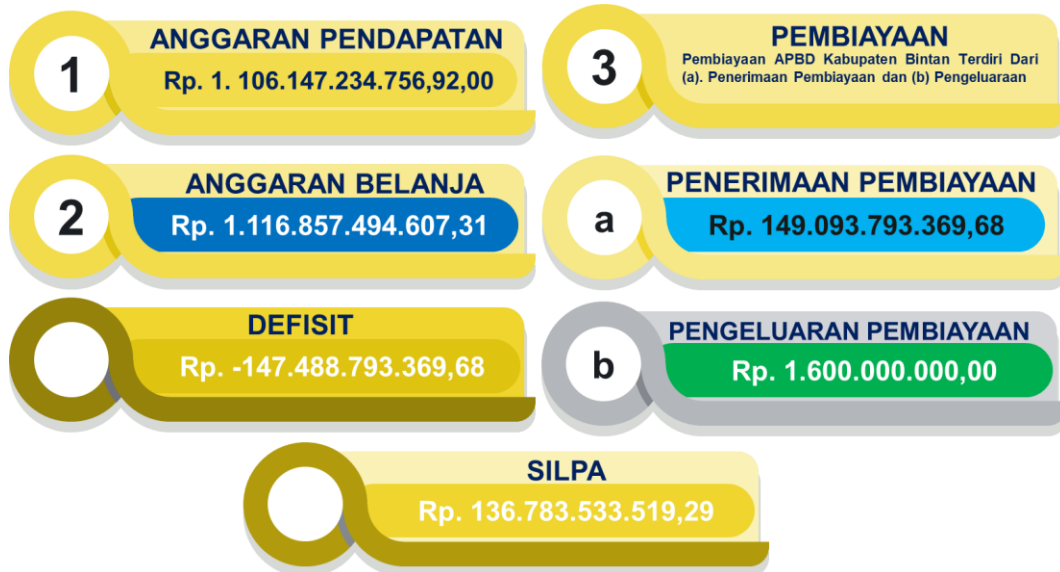 1
ANGGARAN PENDAPATAN
Rp. 1. 106.147.234.756,92,00
2
ANGGARAN BELANJA
Rp. 1.116.857.494.607,31
DEFISIT
Rp. -147.488.793.369,68
3
PEMBIAYAAN
Pembiayaan APBD Kabupaten Bintan Terdiri Dari
(a). Penerimaan Pembiayaan dan (b) Pengeluaraan
a
PENERIMAAN PEMBIAYAAN
Rp. 149.093.793.369,68
b
PENGELUARAN PEMBIAYAAN
Rp. 1.600.000.000,00
SILPA
Rp. 136.783.533.519,29